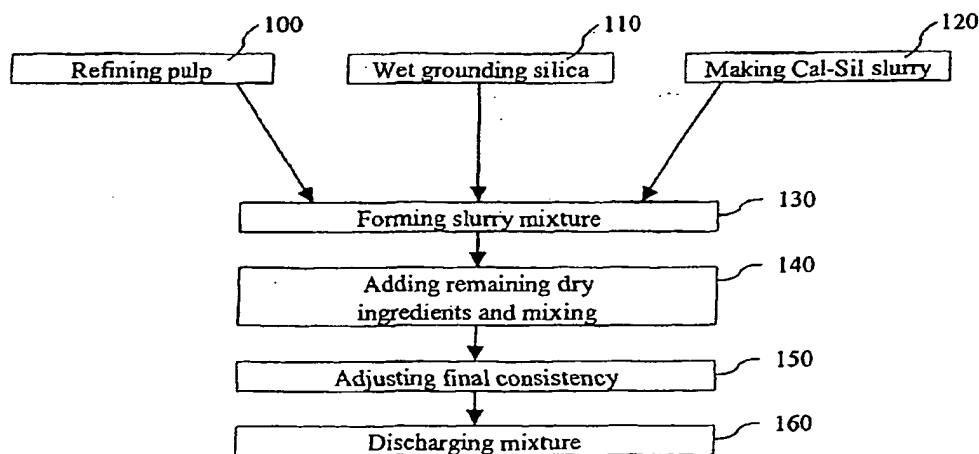 100
110
120
Refining pulp
Wet grounding silica
Making Cal-Sil slurry
130
Forming slurry mixture
140
Adding remaining dry
ingredients and mixing
150
Adjusting final consistency
160
Discharging mixture